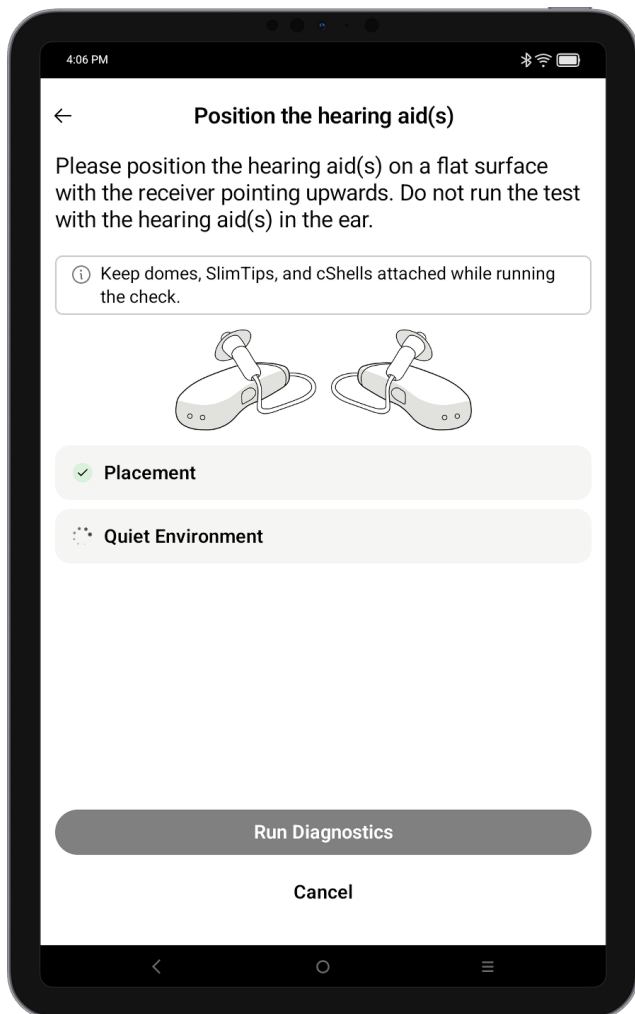 4:06 PM
Position the hearing aid(s)
Please position the hearing aid(s) on a flat surface
with the receiver pointing upwards. Do not run the test
with the hearing aid(s) in the ear.
Keep domes, SlimTips, and cShells attached while running
the check.
Placement
Quiet Environment
Run Diagnostics
Cancel